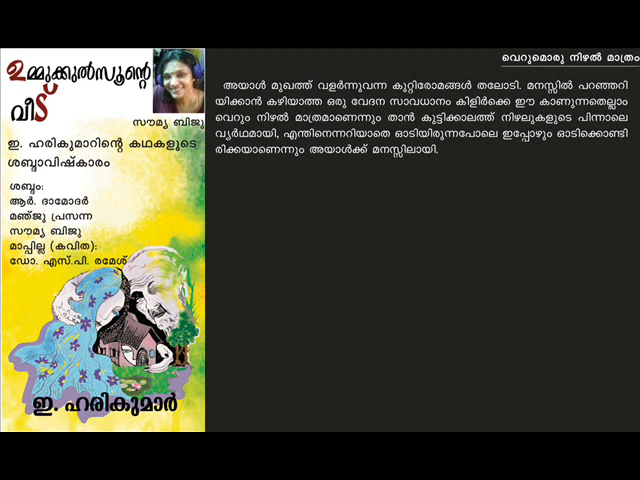 ഉമ്മുക്കുൽസൂന്റെ
വീട്
സൗമ്യ ബിജു
ഇ. ഹരികുമാറിന്റെ കഥകളുടെ
ശബ്ദാവിഷ്കാരം
ശബ്ദം:
ആർ. ദാമോദർ
മഞ്ജു പ്രസന്ന
സൗമ്യ ബിജു
മാപ്പില്ല (കവിത):
ഡോ. എസ്.പി. രമേശ്
ഇ. ഹരികുമാർ
വെറുമൊരു നിഴൽ മാത്രം
അയാൾ മുഖത്ത് വളർന്നുവന്ന കുറ്റിരോമങ്ങൾ തലോടി. മനസ്സിൽ പറഞ്ഞറി
യിക്കാൻ കഴിയാത്ത ഒരു വേദന സാവധാനം കിളിർക്കെ ഈ കാണുന്നതെല്ലാം
വെറും നിഴൽ മാത്രമാണെന്നും താൻ കുട്ടിക്കാലത്ത് നിഴലുകളുടെ പിന്നാലെ
വ്യർഥമായി, എന്തിനെന്നറിയാതെ ഓടിയിരുന്നപോലെ ഇപ്പോഴും ഓടിക്കൊണ്ടി
രിക്കയാണെന്നും അയാൾക്ക് മനസ്സിലായി.